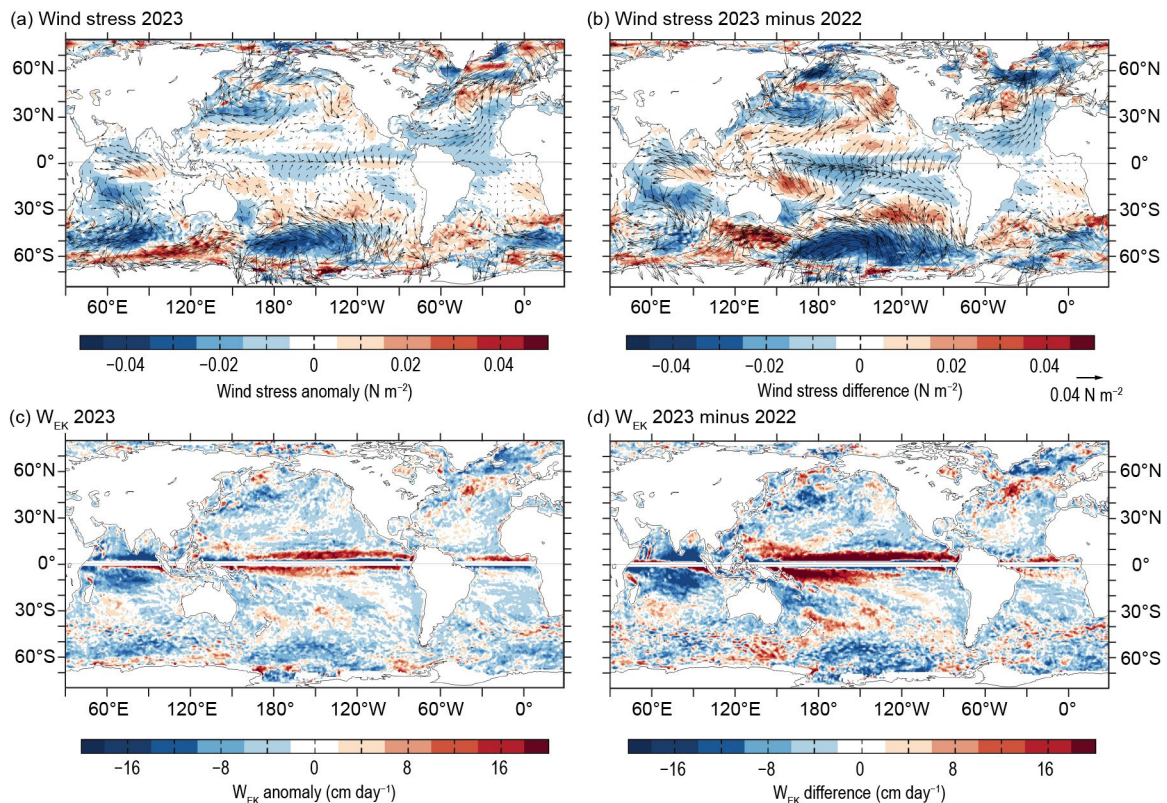 (a) Wind stress 2023
(b) Wind stress 2023 minus 2022
60°N
30°N
0°
30°S
60°S
60°E 120°E 180° 120°W 60°W 0°
60°E 120°E 180° 120°W 60°W 0°
60°N
30°N
0°
30°S
60°S
−0.04 −0.02 0 0.02 0.04
Wind stress anomaly (N m⁻²)
−0.04 −0.02 0 0.02 0.04
Wind stress difference (N m⁻²)
0.04 N m⁻²
(c) W_EK 2023
(d) W_EK 2023 minus 2022
60°N
30°N
0°
30°S
60°S
60°E 120°E 180° 120°W 60°W 0°
60°E 120°E 180° 120°W 60°W 0°
60°N
30°N
0°
30°S
60°S
−16 −8 0 8 16
W_EK anomaly (cm day⁻¹)
−16 −8 0 8 16
W_EK difference (cm day⁻¹)